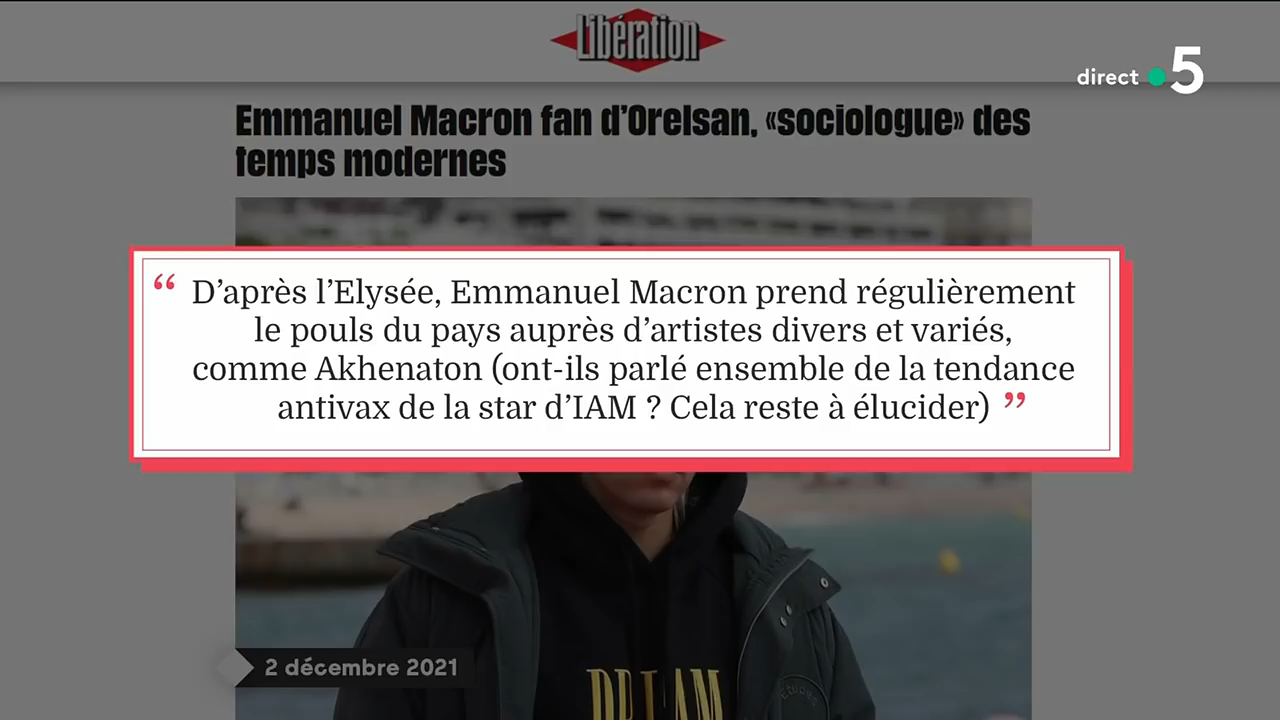 Libération
direct 5
Emmanuel Macron fan d’Orelsan, «sociologue» des
temps modernes
“ D’après l’Elysée, Emmanuel Macron prend régulièrement
le pouls du pays auprès d’artistes divers et variés,
comme Akhenaton (ont-ils parlé ensemble de la tendance
antivax de la star d’IAM ? Cela reste à élucider) ”
2 décembre 2021